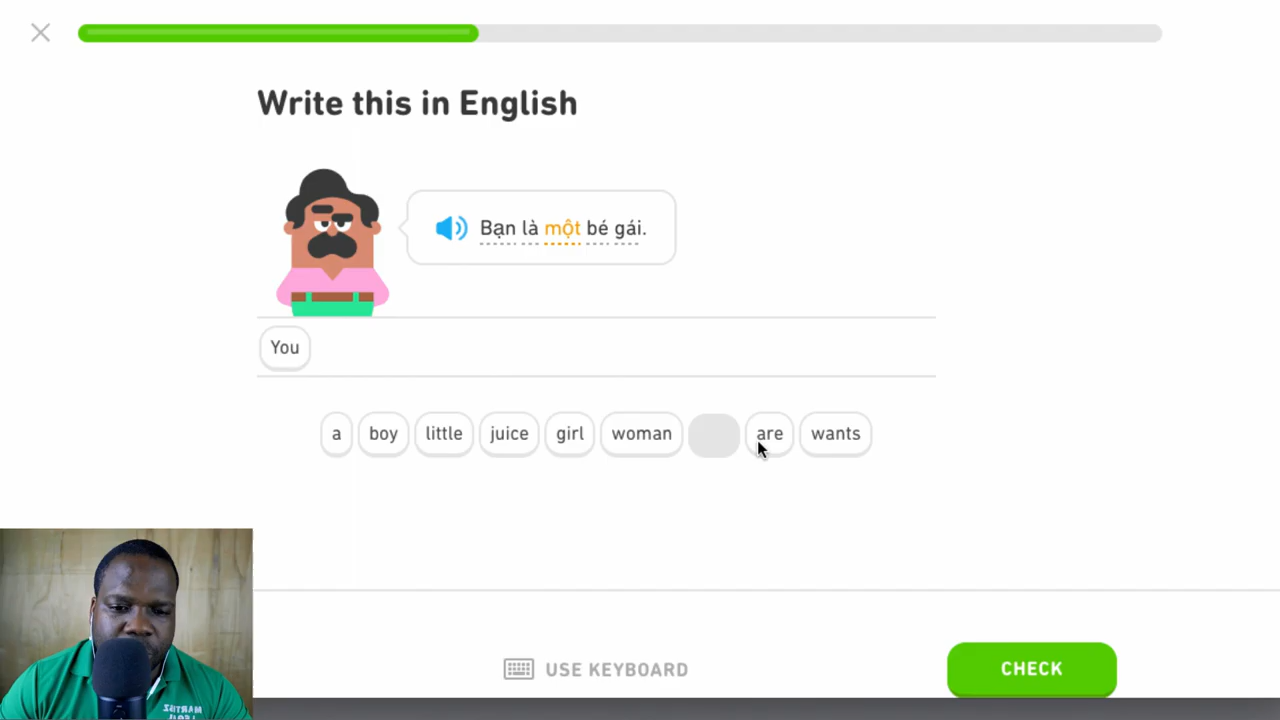 Write this in English
Bạn là một bé gái.
You
a boy little juice girl woman are wants
USE KEYBOARD
CHECK